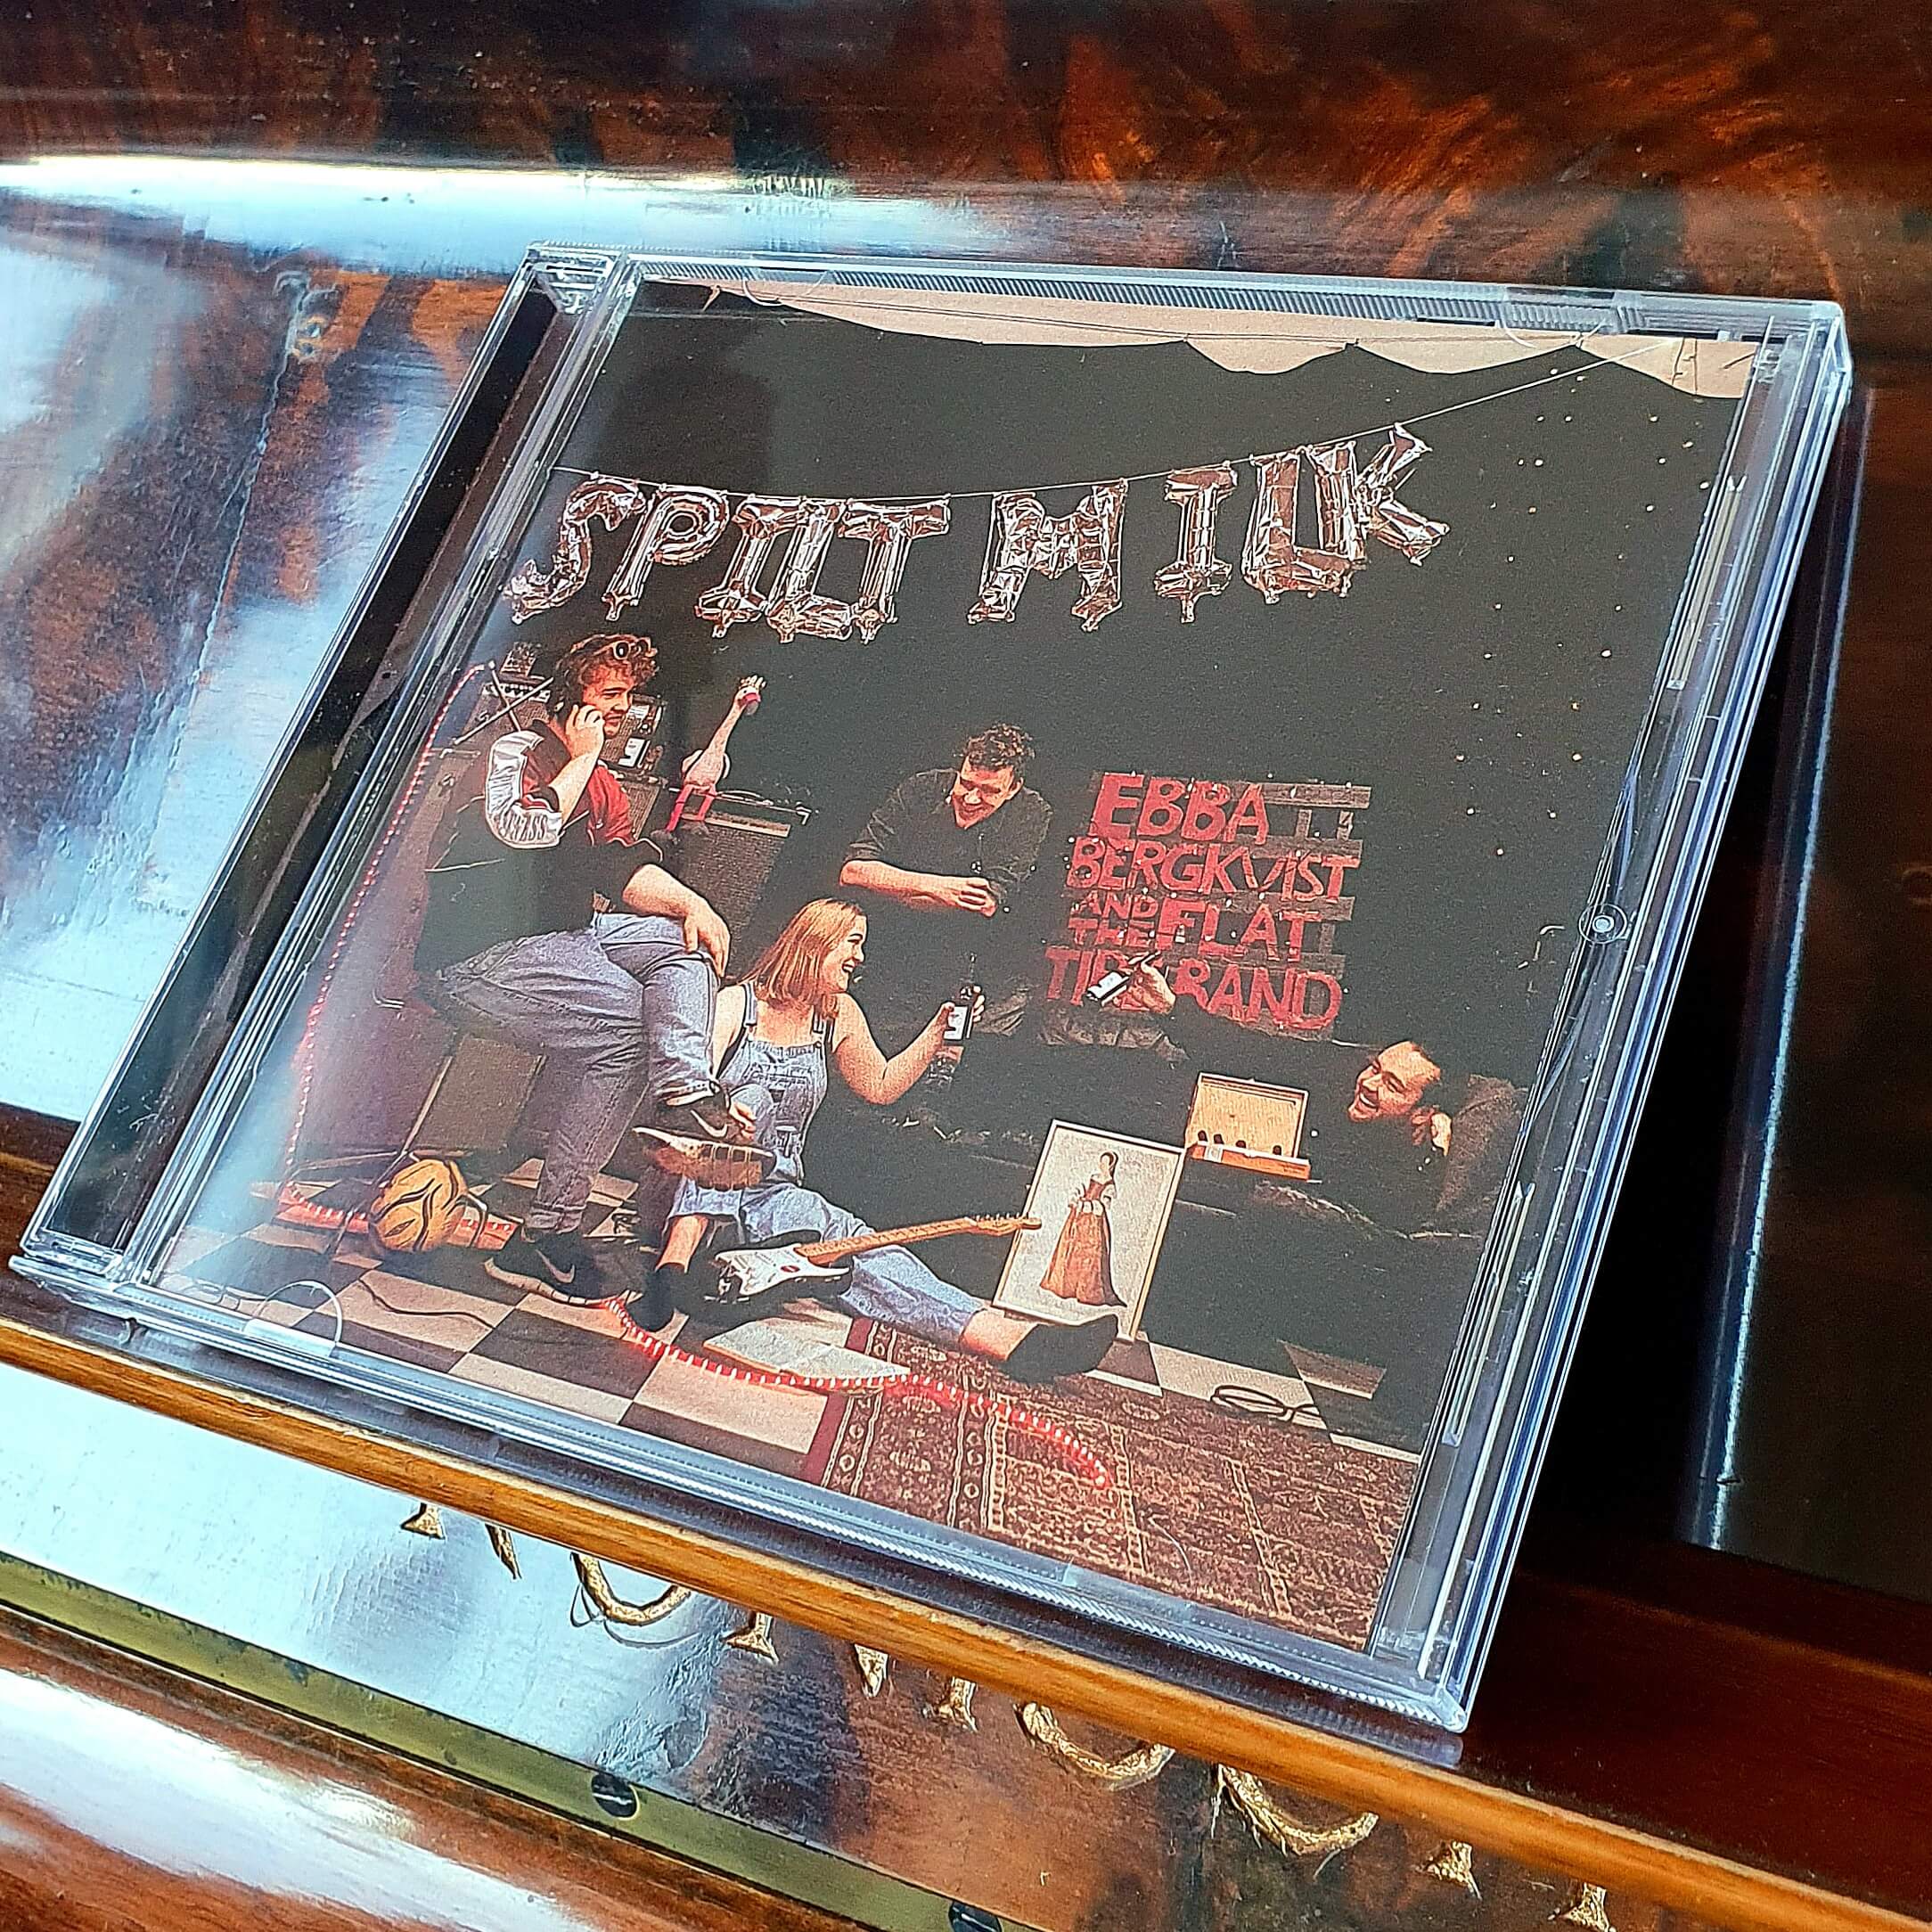 SPILT MILK
EBBA
BERGKVIST
AND
THE FLAT
TIRE BAND